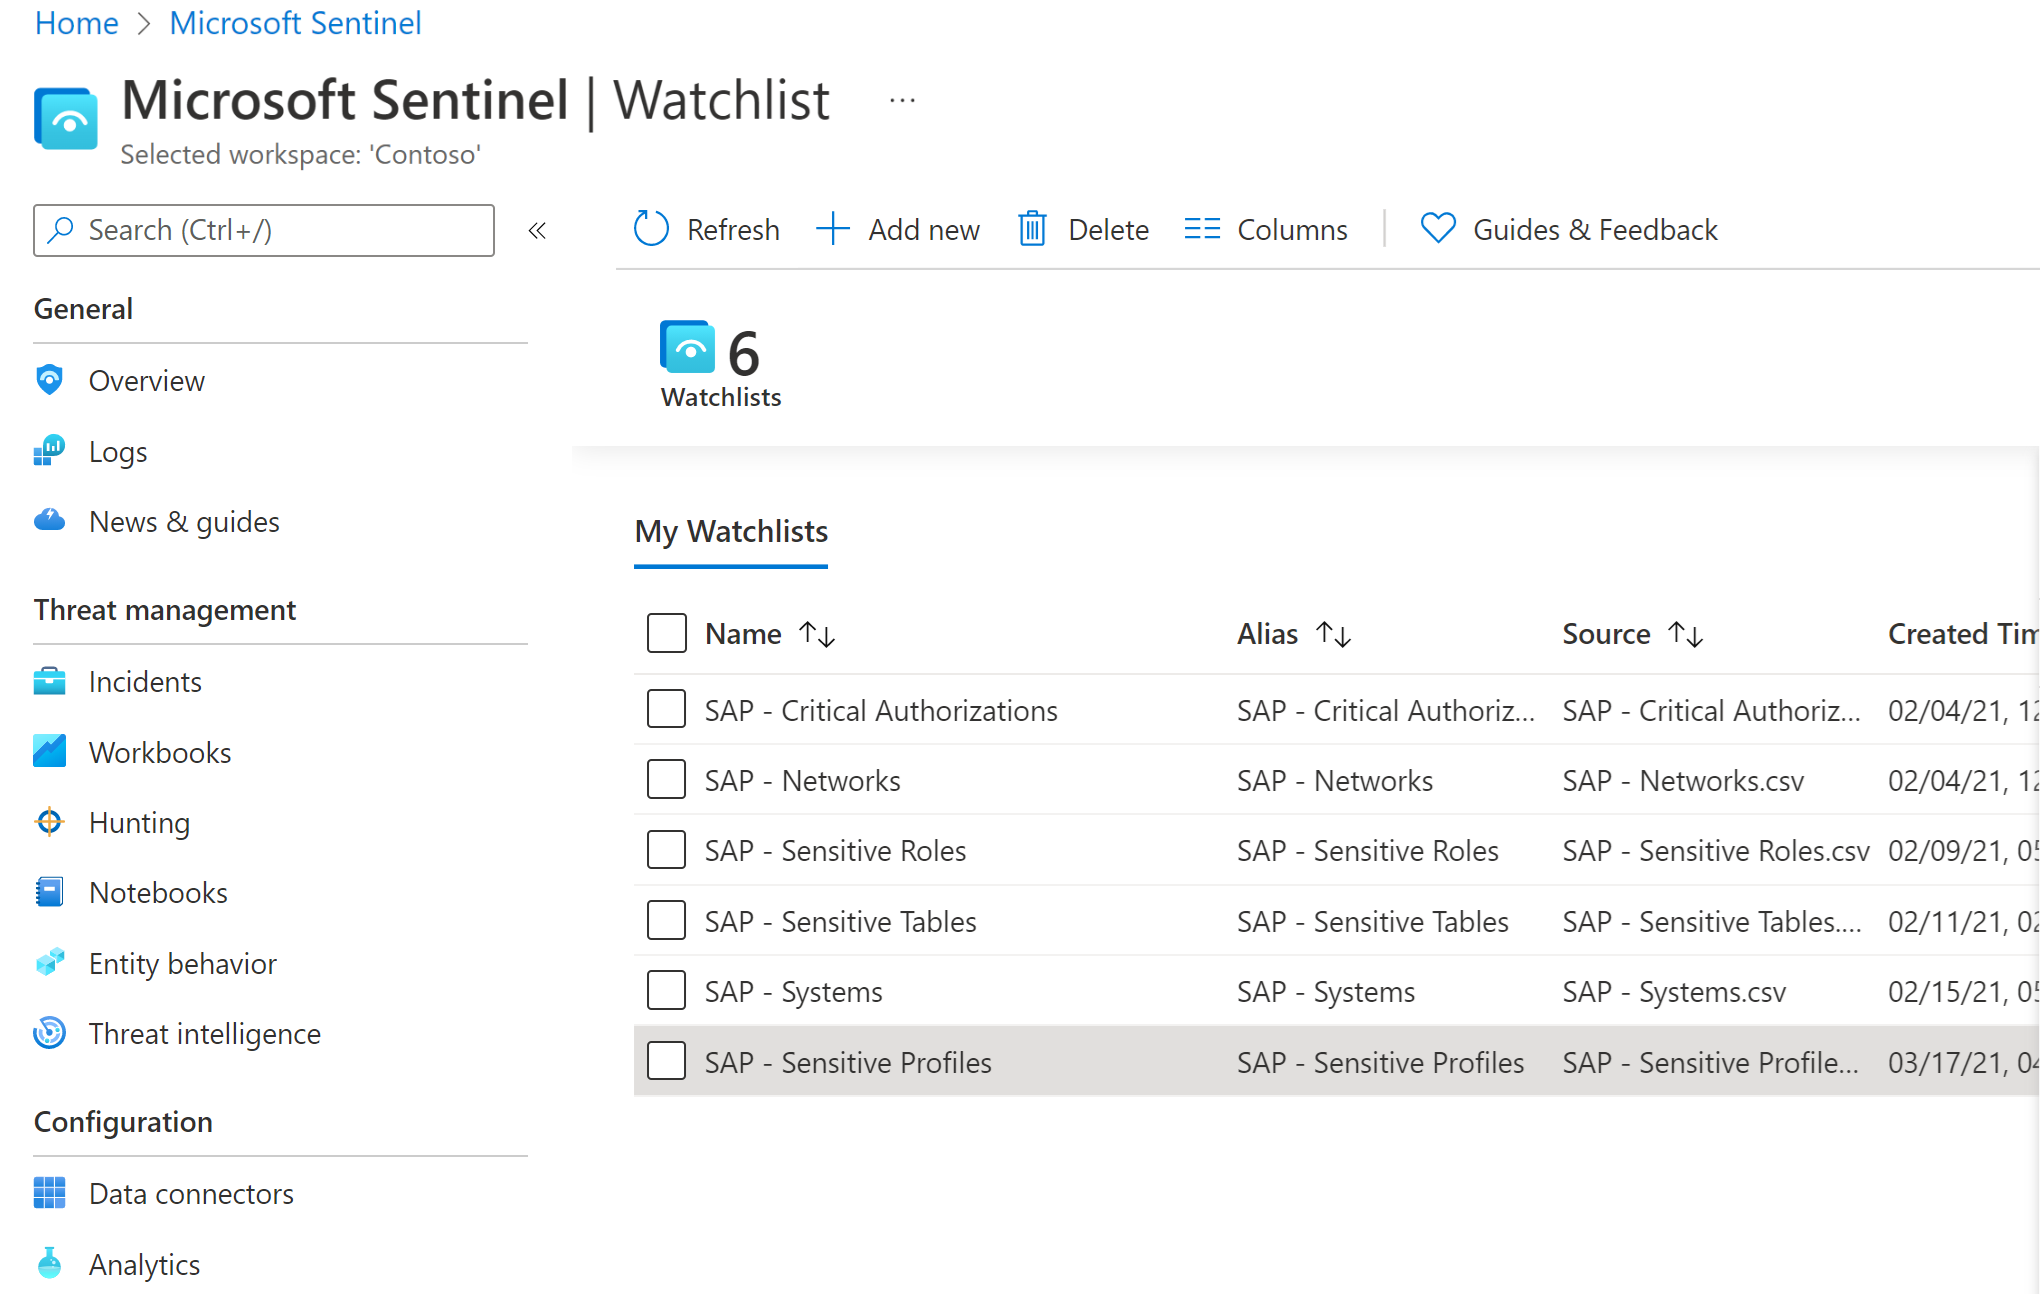 Home > Microsoft Sentinel
Microsoft Sentinel | Watchlist ...
Selected workspace: 'Contoso'
Search (Ctrl+/)
«
Refresh
Add new
Delete
Columns
Guides & Feedback
General
Overview
Logs
News & guides
Threat management
Incidents
Workbooks
Hunting
Notebooks
Entity behavior
Threat intelligence
Configuration
Data connectors
Analytics
6
Watchlists
My Watchlists
Name ↑↓ Alias ↑↓ Source ↑↓ Created Tim
SAP - Critical Authorizations SAP - Critical Authoriz... SAP - Critical Authoriz... 02/04/21, 12
SAP - Networks SAP - Networks SAP - Networks.csv 02/04/21, 12
SAP - Sensitive Roles SAP - Sensitive Roles SAP - Sensitive Roles.csv 02/09/21, 05
SAP - Sensitive Tables SAP - Sensitive Tables SAP - Sensitive Tables.... 02/11/21, 02
SAP - Systems SAP - Systems SAP - Systems.csv 02/15/21, 05
SAP - Sensitive Profiles SAP - Sensitive Profiles SAP - Sensitive Profile... 03/17/21, 04